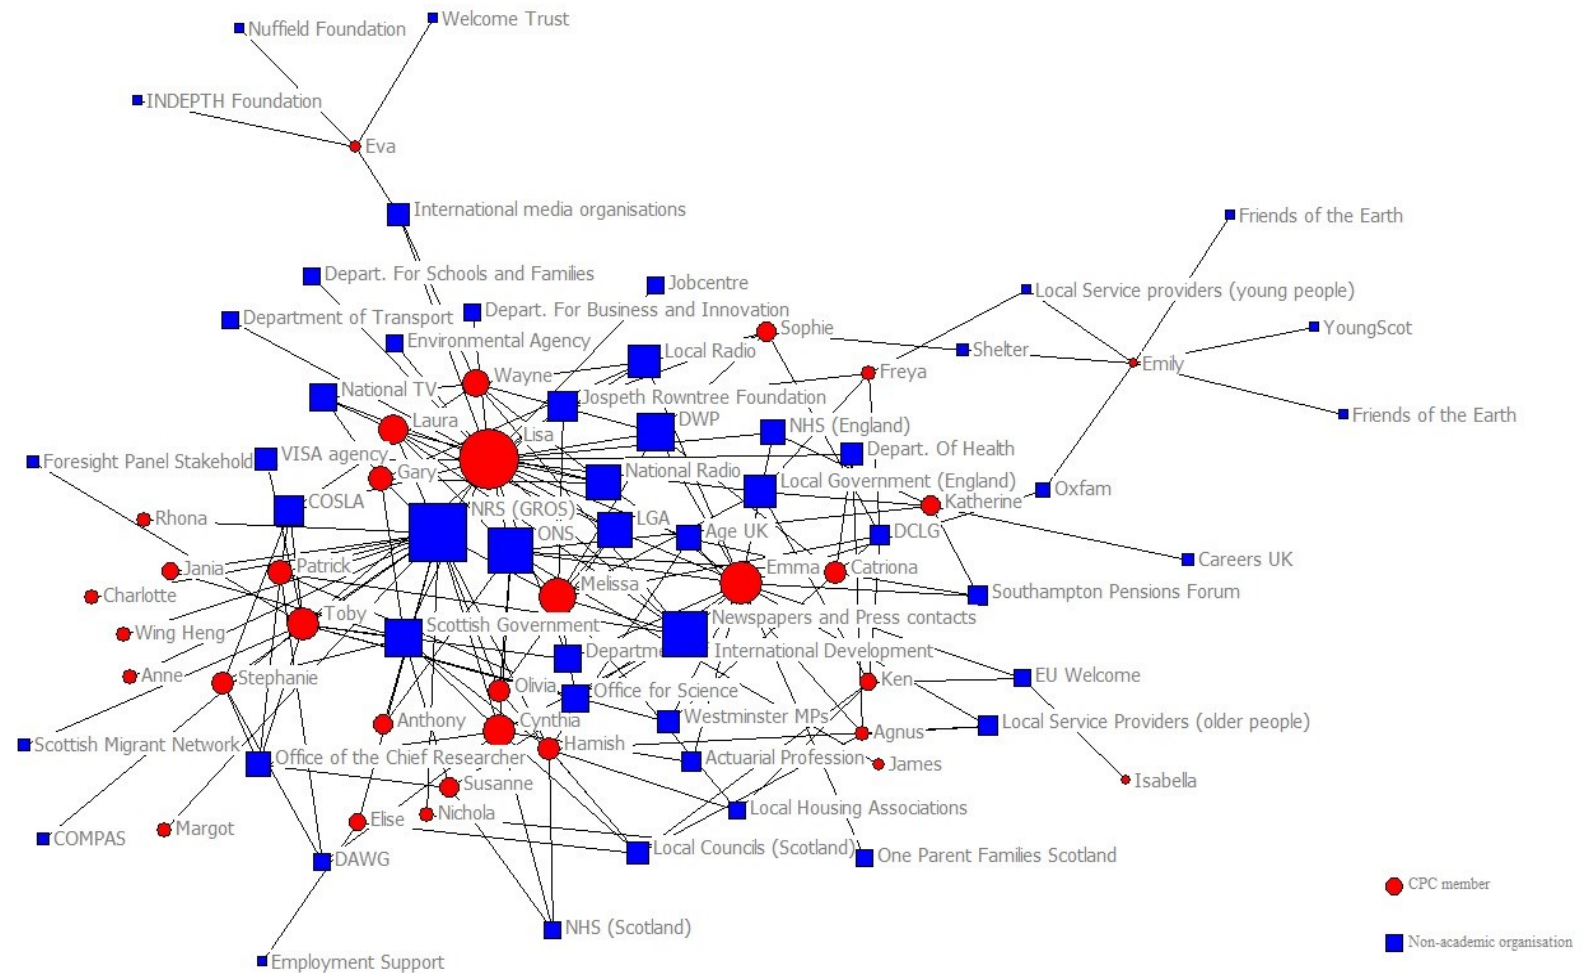 Welcome Trust
Nuffield Foundation
INDEPTH Foundation
Eva
International media organisations
Friends of the Earth
Depart. For Schools and Families
Jobcentre
Local Service providers (young people)
Department of Transport
Depart. For Business and Innovation
Sophie
YoungScot
Environmental Agency
Local Radio
Shelter
Emily
Wayne
Freya
National TV
Jospeth Rowntree Foundation
Laura
Lisa
DWP
NHS (England)
Friends of the Earth
Foresight Panel Stakehold
VISA agency
Gary
National Radio
Depart. Of Health
Local Government (England)
COSLA
NRS (GROS)
Katherine
Oxfam
Rhona
ONS
LGA
Age UK
DCLG
Careers UK
Jania
Patrick
Melissa
Emma
Catriona
Charlotte
Southampton Pensions Forum
Toby
Wing Heng
Scottish Government
Newspapers and Press contacts
Departme
International Development
Anne
Stephanie
Olivia
Office for Science
Ken
EU Welcome
Anthony
Cynthia
Westminster MPs
Local Service Providers (older people)
Agnus
Scottish Migrant Network
Hamish
Office of the Chief Researcher
Actuarial Profession
James
Isabella
Susanne
Local Housing Associations
Nichola
Elise
COMPAS
Margot
DAWG
Local Councils (Scotland)
One Parent Families Scotland
CPC member
NHS (Scotland)
Non-academic organisation
Employment Support